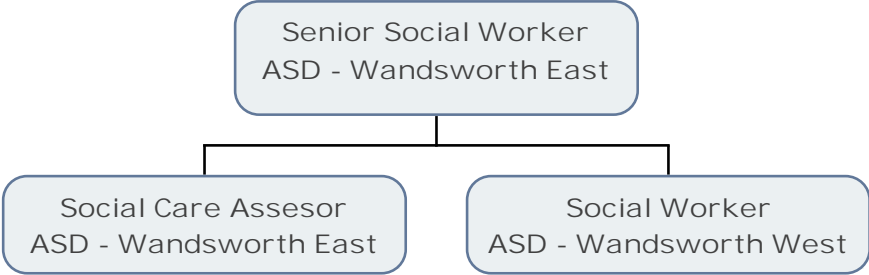 Senior Social Worker
ASD - Wandsworth East
Social Care Assesor
ASD - Wandsworth East
Social Worker
ASD - Wandsworth West